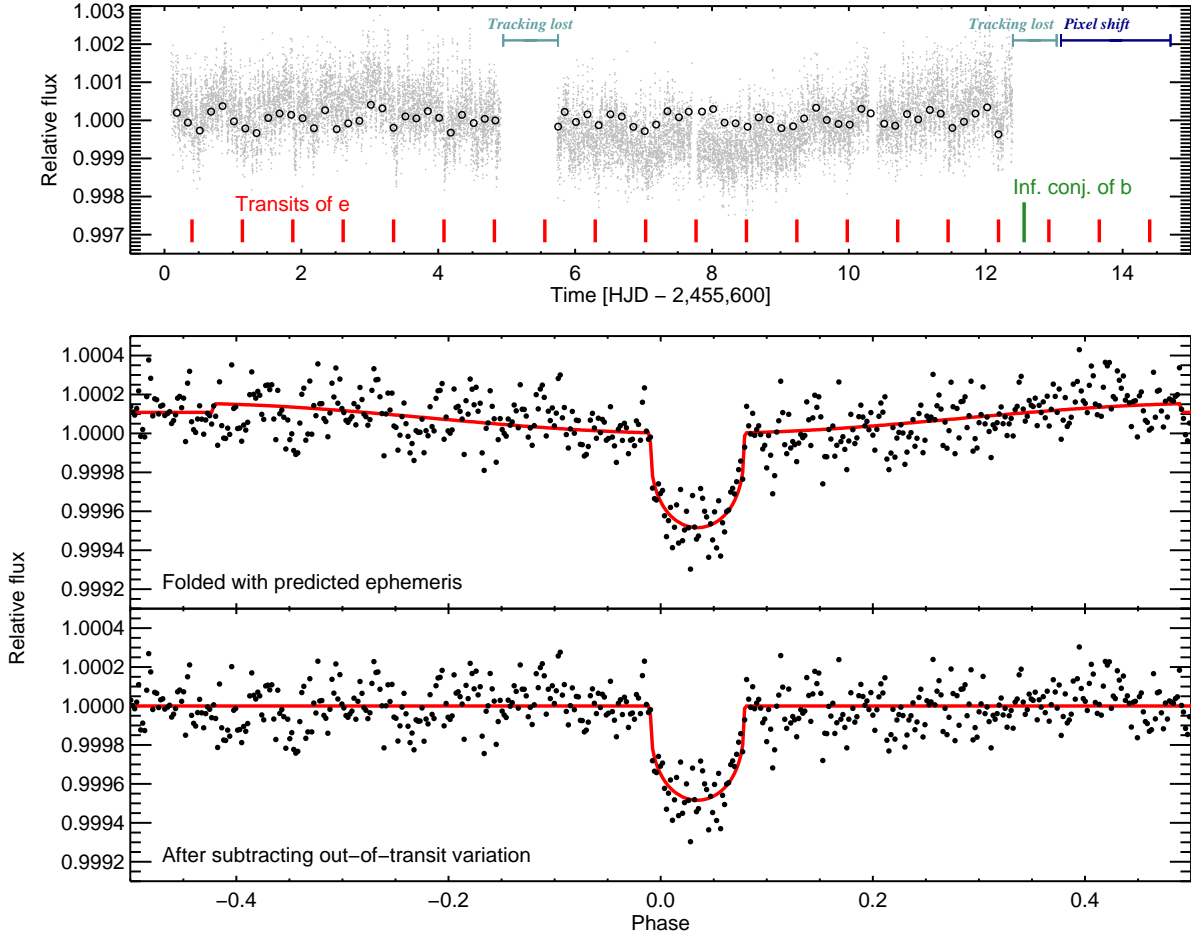 1.003
1.002
1.001
1.000
0.999
0.998
0.997
Relative flux
Tracking lost
Tracking lost
Pixel shift
Transits of e
Inf. conj. of b
0 2 4 6 8 10 12 14
Time [HJD − 2,455,600]
1.0004
1.0002
1.0000
0.9998
0.9996
0.9994
0.9992
Folded with predicted ephemeris
Relative flux
1.0004
1.0002
1.0000
0.9998
0.9996
0.9994
0.9992
After subtracting out−of−transit variation
−0.4 −0.2 0.0 0.2 0.4
Phase